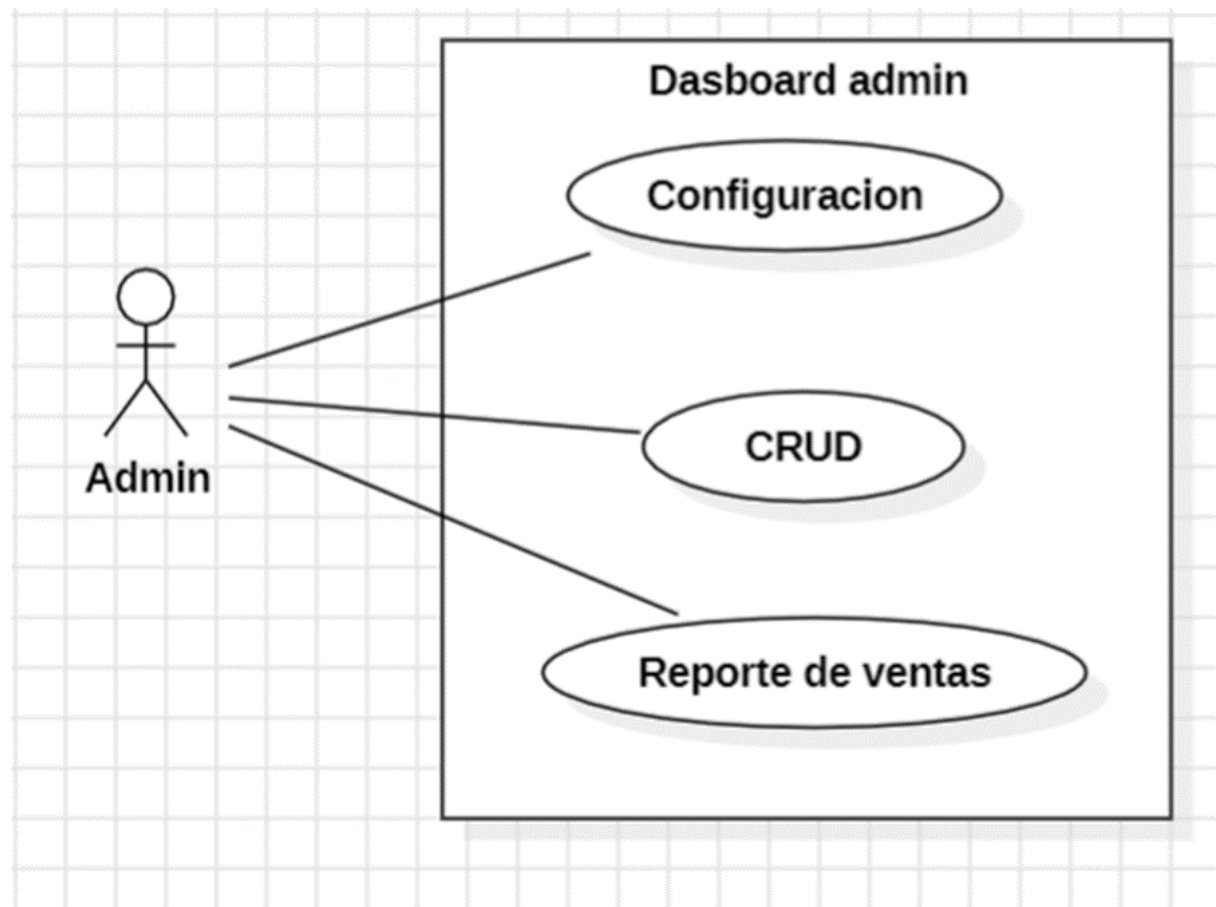 Dasboard admin
Configuracion
CRUD
Admin
Reporte de ventas